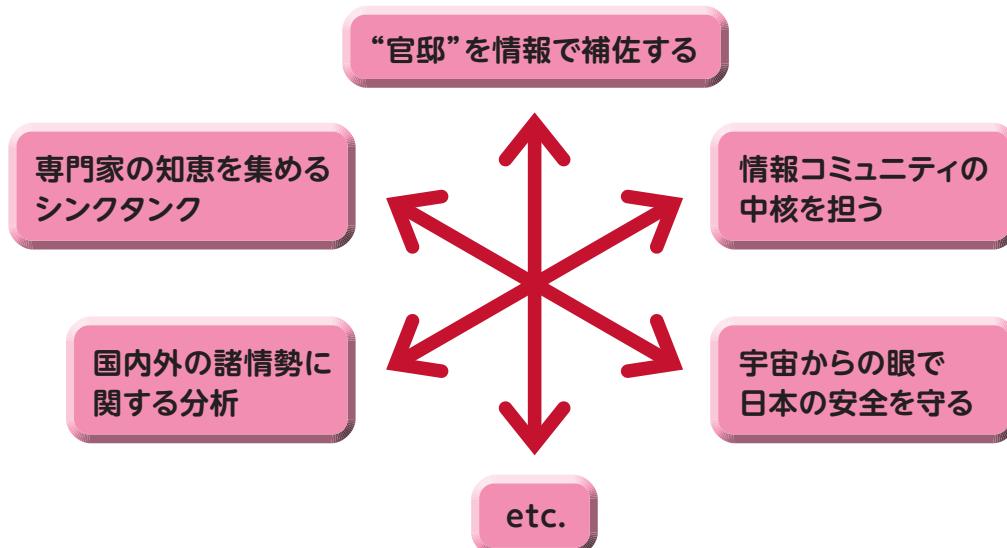 “官邸”を情報で補佐する
専門家の知恵を集める
シンクタンク
情報コミュニティの
中核を担う
国内外の諸情勢に
関する分析
宇宙からの眼で
日本の安全を守る
etc.